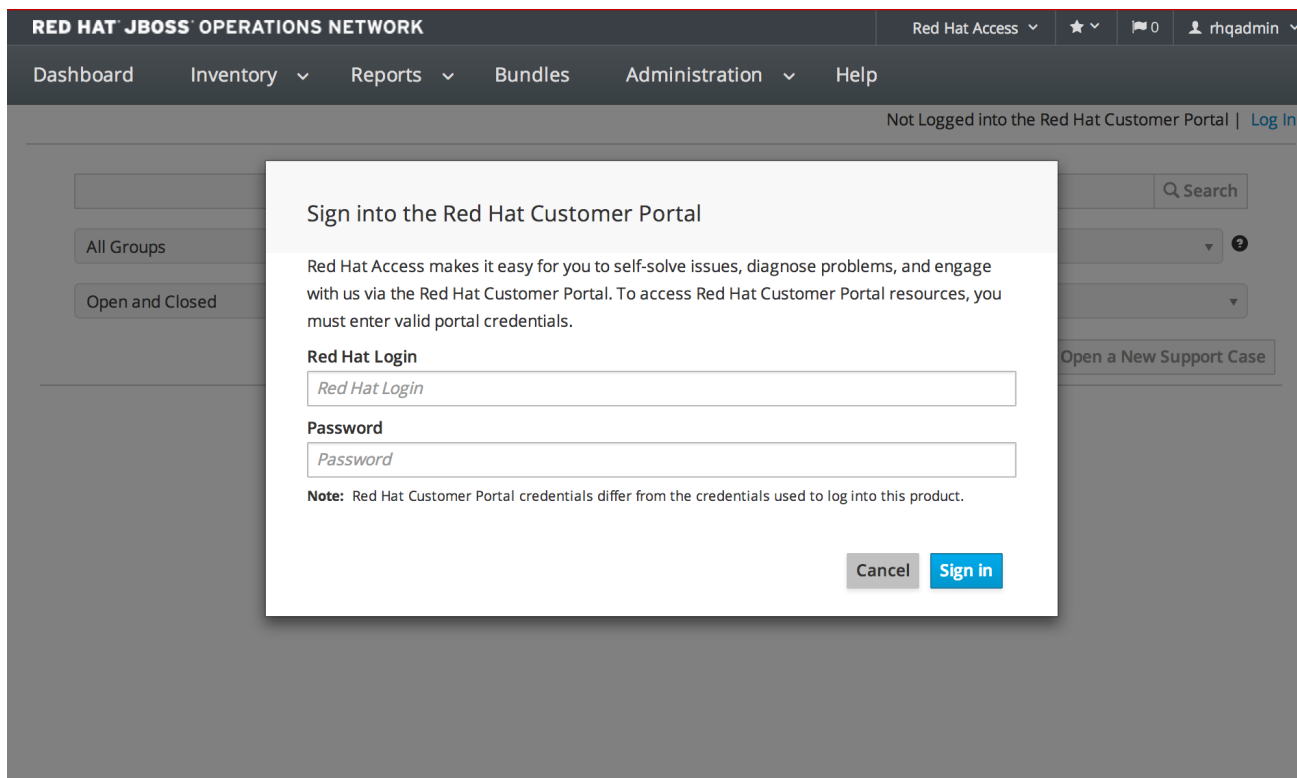 RED HAT® JBOSS® OPERATIONS NETWORK
Red Hat Access
0
rhqadmin
Dashboard
Inventory
Reports
Bundles
Administration
Help
Not Logged into the Red Hat Customer Portal | Log In
Search
All Groups
Open and Closed
Open a New Support Case
Sign into the Red Hat Customer Portal
Red Hat Access makes it easy for you to self-solve issues, diagnose problems, and engage
with us via the Red Hat Customer Portal. To access Red Hat Customer Portal resources, you
must enter valid portal credentials.
Red Hat Login
Red Hat Login
Password
Password
Note: Red Hat Customer Portal credentials differ from the credentials used to log into this product.
Cancel
Sign in